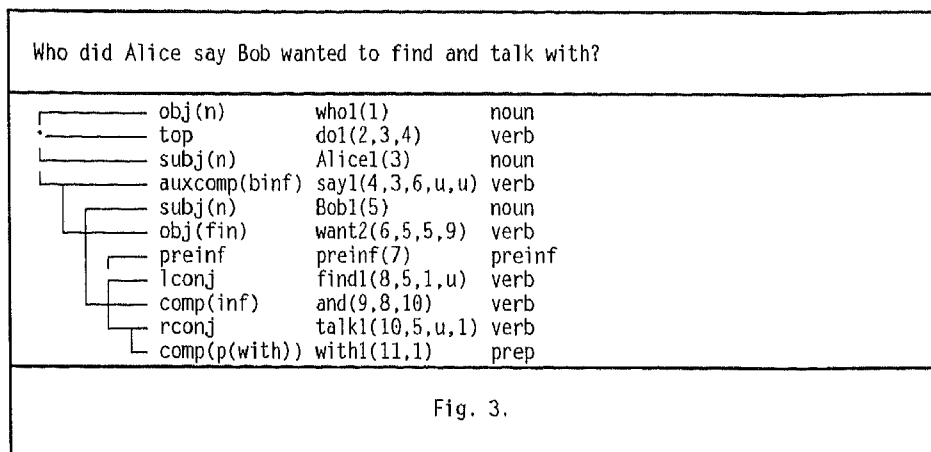 Who did Alice say Bob wanted to find and talk with?
obj(n) who1(1) noun
top do1(2,3,4) verb
subj(n) Alice1(3) noun
auxcomp(binf) say1(4,3,6,u,u) verb
subj(n) Bob1(5) noun
obj(fin) want2(6,5,5,9) verb
preinf preinf(7) preinf
lconj find1(8,5,1,u) verb
comp(inf) and(9,8,10) verb
rconj talk1(10,5,u,1) verb
comp(p(with)) with1(11,1) prep
Fig. 3.